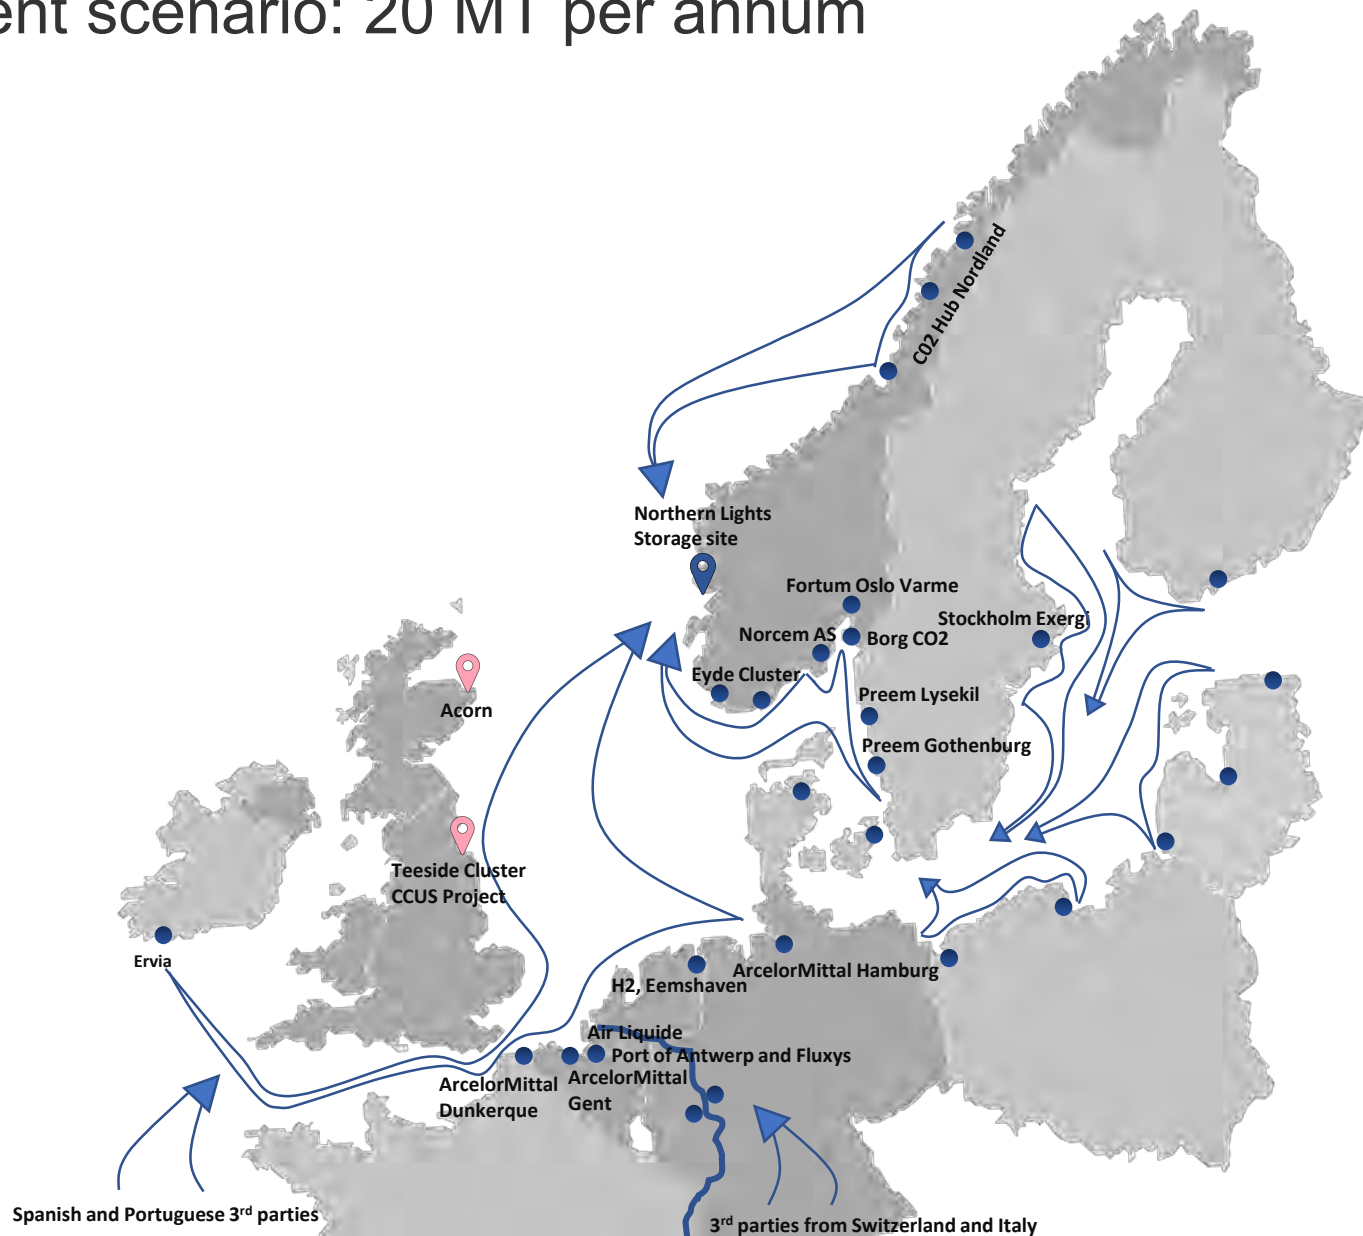 ent scenario: 20 MT per annum
C02 Hub Nordland
Northern Lights
Storage site
Fortum Oslo Varme
Stockholm Exergi
Norcem AS
Borg CO2
Eyde Cluster
Preem Lysekil
Acorn
Preem Gothenburg
Teeside Cluster
CCUS Project
Ervia
ArcelorMittal Hamburg
H2, Eemshaven
Air Liquide
Port of Antwerp and Fluxys
ArcelorMittal
Dunkerque
ArcelorMittal
Gent
Spanish and Portuguese 3rd parties
3rd parties from Switzerland and Italy